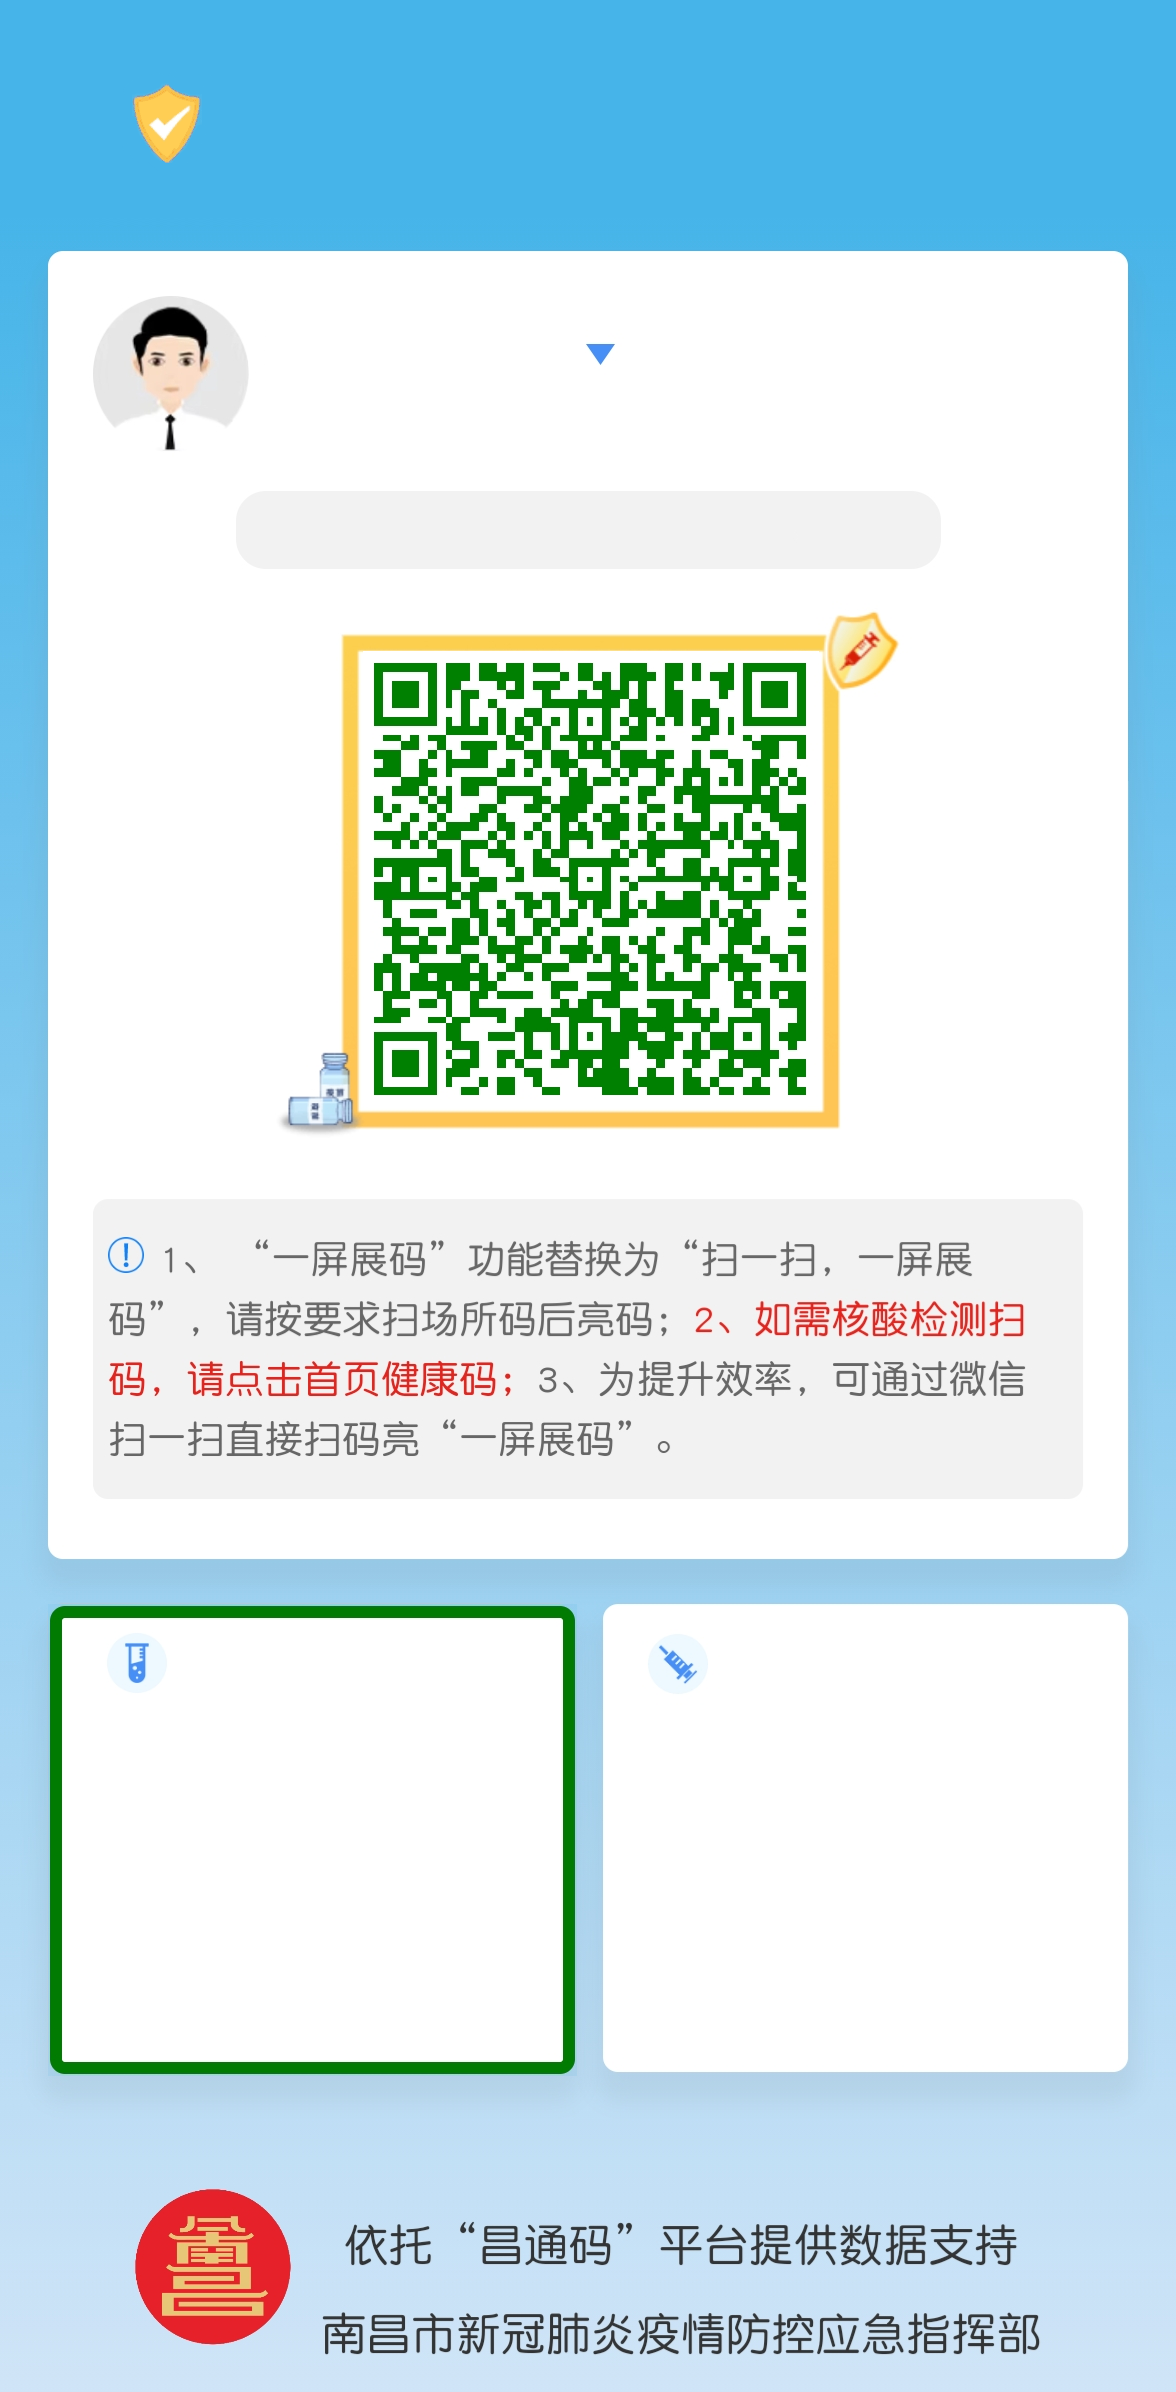 1、 “一屏展码”功能替换为“扫一扫，一屏展
码”，请按要求扫场所码后亮码；2、如需核酸检测扫
码，请点击首页健康码；3、为提升效率，可通过微信
扫一扫直接扫码亮“一屏展码”。
依托“昌通码”平台提供数据支持
南昌市新冠肺炎疫情防控应急指挥部